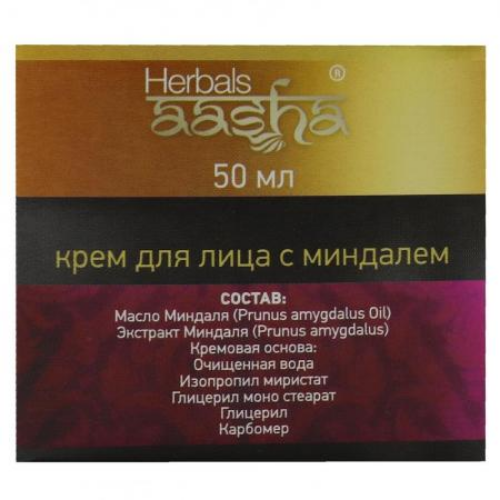 Herbals
aasha ®
50 мл
крем для лица с миндалем
СОСТАВ:
Масло Миндаля (Prunus amygdalus Oil)
Экстракт Миндаля (Prunus amygdalus)
Кремовая основа:
Очищенная вода
Изопропил миристат
Глицерил моно стеарат
Глицерил
Карбомер